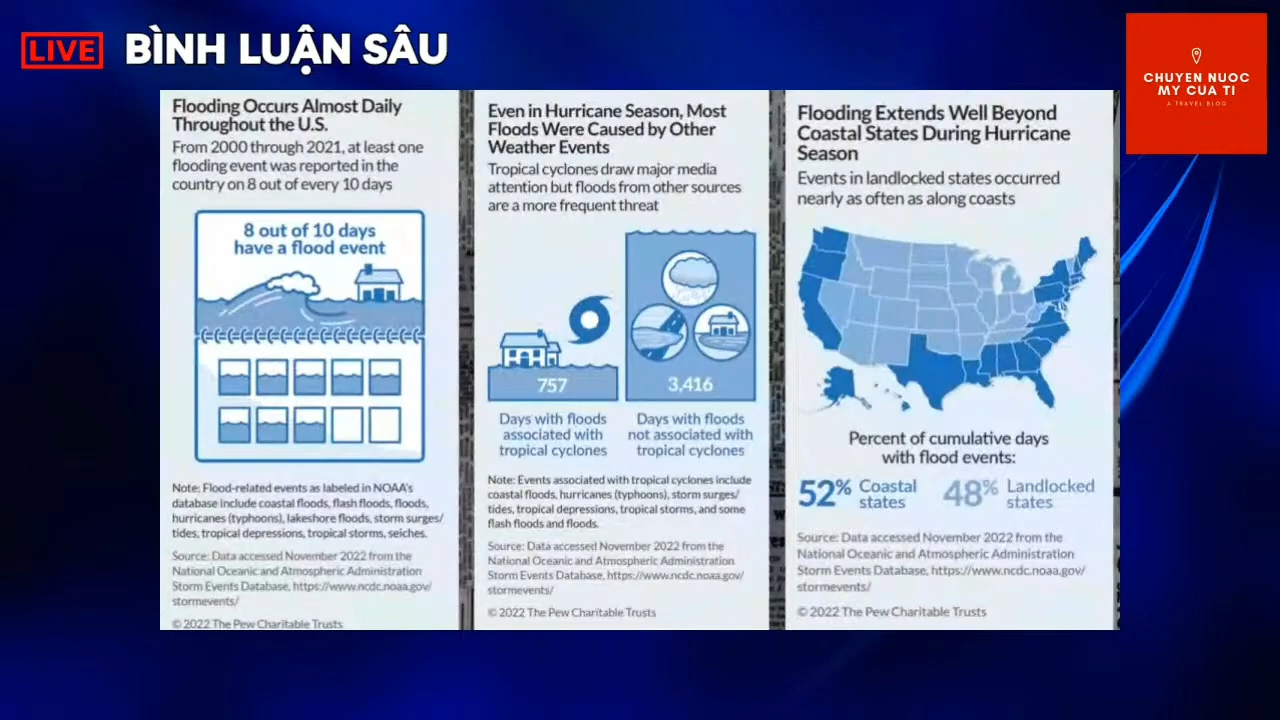 LIVE
BÌNH LUẬN SÂU
CHUYEN NUOC
MY CUA TI
A TRAVEL BLOG
Flooding Occurs Almost Daily
Throughout the U.S.
From 2000 through 2021, at least one
flooding event was reported in the
country on 8 out of every 10 days
8 out of 10 days
have a flood event
Note: Flood-related events as labeled in NOAA's
database include coastal floods, flash floods, floods,
hurricanes (typhoons), lakeshore floods, storm surges/
tides, tropical depressions, tropical storms, seiches.
Source: Data accessed November 2022 from the
National Oceanic and Atmospheric Administration
Storm Events Database, https://www.ncdc.noaa.gov/
stormevents/
© 2022 The Pew Charitable Trusts
Even in Hurricane Season, Most
Floods Were Caused by Other
Weather Events
Tropical cyclones draw major media
attention but floods from other sources
are a more frequent threat
757
3,416
Days with floods
associated with
tropical cyclones
Days with floods
not associated with
tropical cyclones
Note: Events associated with tropical cyclones include
coastal floods, hurricanes (typhoons), storm surges/
tides, tropical depressions, tropical storms, and some
flash floods and floods.
Source: Data accessed November 2022 from the
National Oceanic and Atmospheric Administration
Storm Events Database, https://www.ncdc.noaa.gov/
stormevents/
© 2022 The Pew Charitable Trusts
Flooding Extends Well Beyond
Coastal States During Hurricane
Season
Events in landlocked states occurred
nearly as often as along coasts
Percent of cumulative days
with flood events:
52% Coastal states
48% Landlocked states
Source: Data accessed November 2022 from the
National Oceanic and Atmospheric Administration
Storm Events Database, https://www.ncdc.noaa.gov/
stormevents/
© 2022 The Pew Charitable Trusts